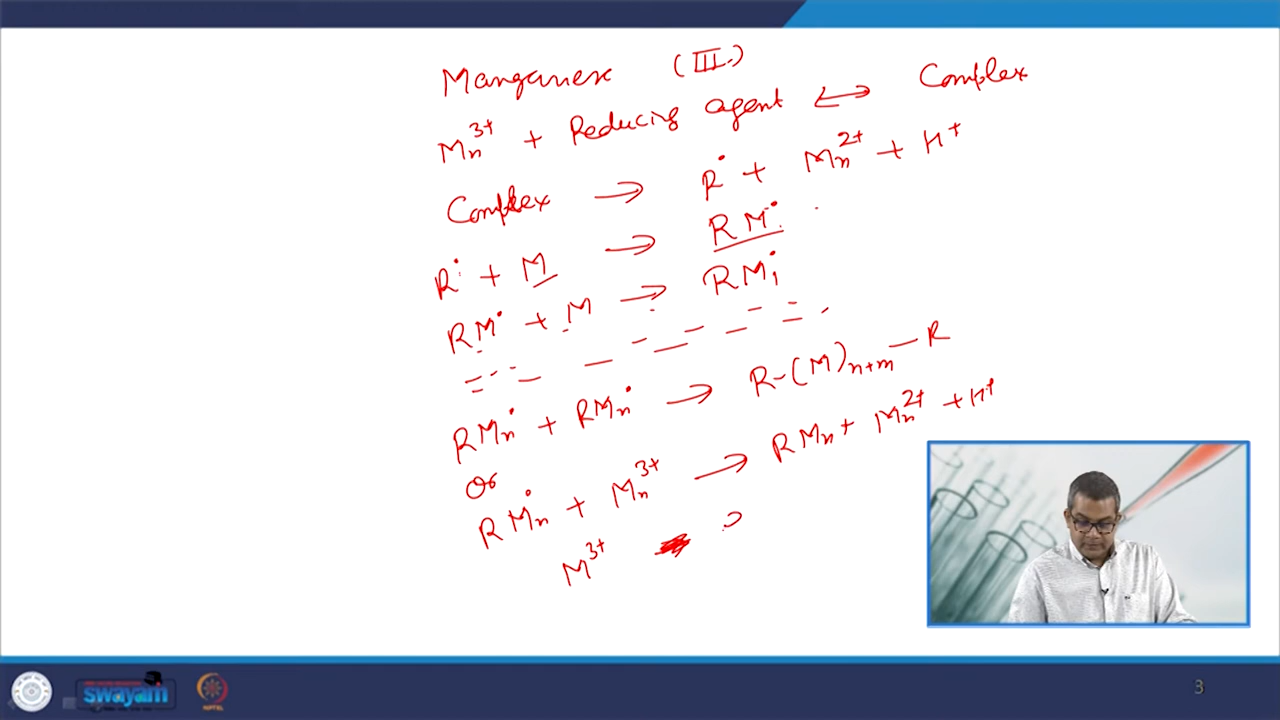 Manganese (III)
Mn³⁺ + Reducing agent ↔ Complex
Complex → R• + Mn²⁺ + H⁺
R• + M → RM•
RM• + M → RM₁•
RMn• + RMn• → R-(M)n+m-R
Or
RMn• + Mn³⁺ → RMn + Mn²⁺ + H⁺
M³⁺
swayam
3